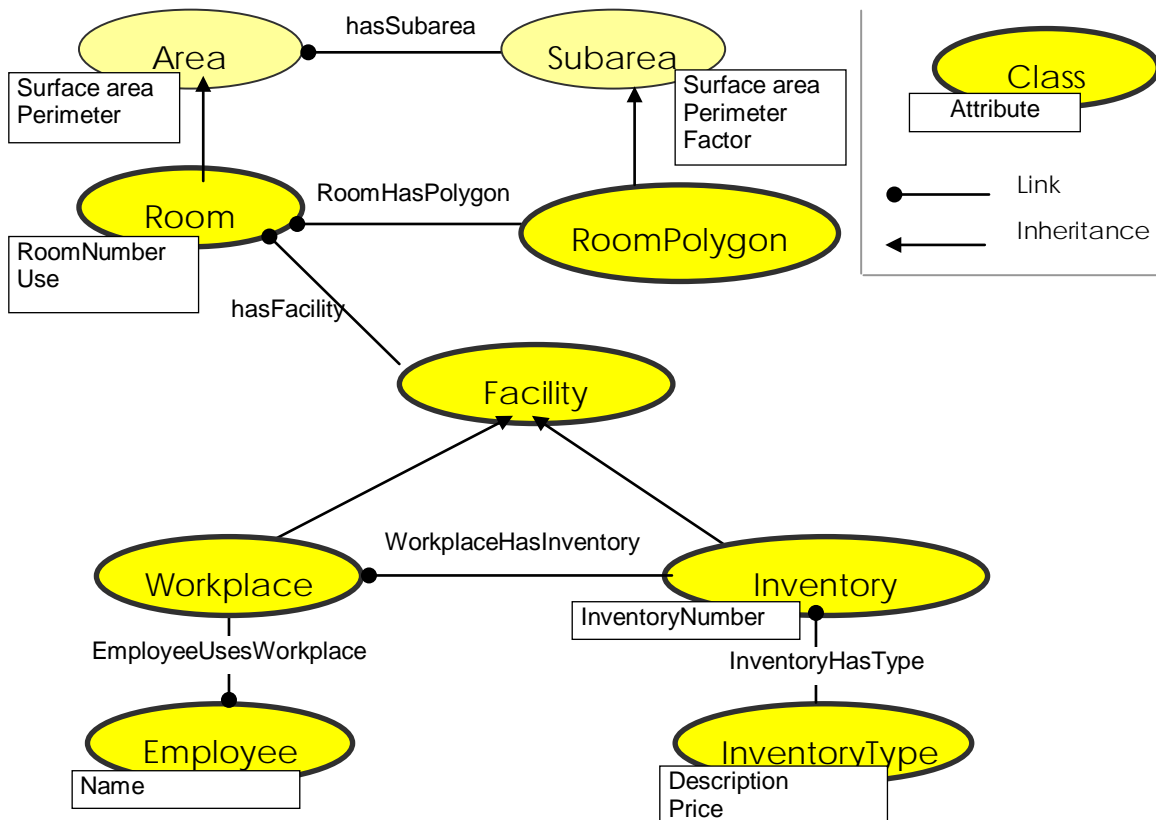 hasSubarea
Area
Subarea
Class
Surface area
Perimeter
Surface area
Perimeter
Factor
Attribute
Link
RoomHasPolygon
Room
RoomPolygon
Inheritance
RoomNumber
Use
hasFacility
Facility
WorkplaceHasInventory
Workplace
Inventory
InventoryNumber
EmployeeUsesWorkplace
InventoryHasType
Employee
InventoryType
Name
Description
Price